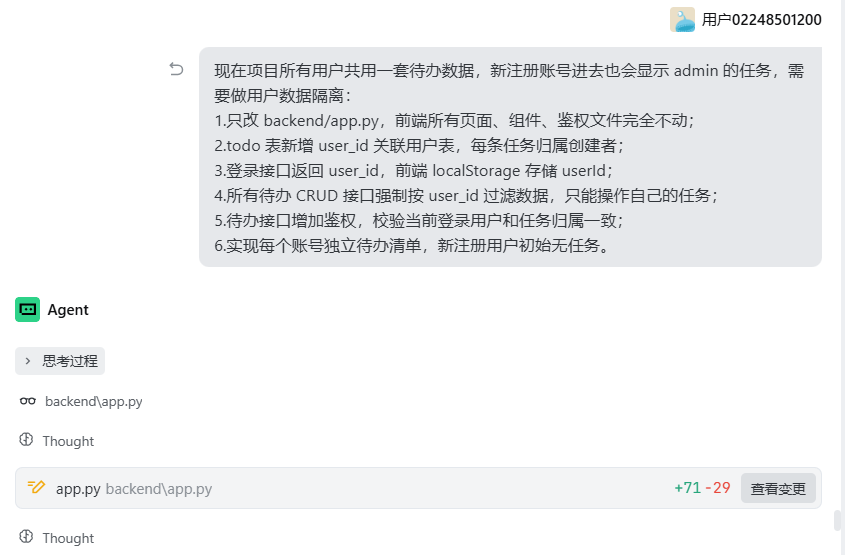 用户02248501200
现在项目所有用户共用一套待办数据，新注册账号进去也会显示 admin 的任务，需
要做用户数据隔离：
1.只改 backend/app.py，前端所有页面、组件、鉴权文件完全不动；
2.todo 表新增 user_id 关联用户表，每条任务归属创建者；
3.登录接口返回 user_id，前端 localStorage 存储 userId；
4.所有待办 CRUD 接口强制按 user_id 过滤数据，只能操作自己的任务；
5.待办接口增加鉴权，校验当前登录用户和任务归属一致；
6.实现每个账号独立待办清单，新注册用户初始无任务。
Agent
思考过程
backend\app.py
Thought
app.py backend\app.py +71 -29 查看变更
Thought